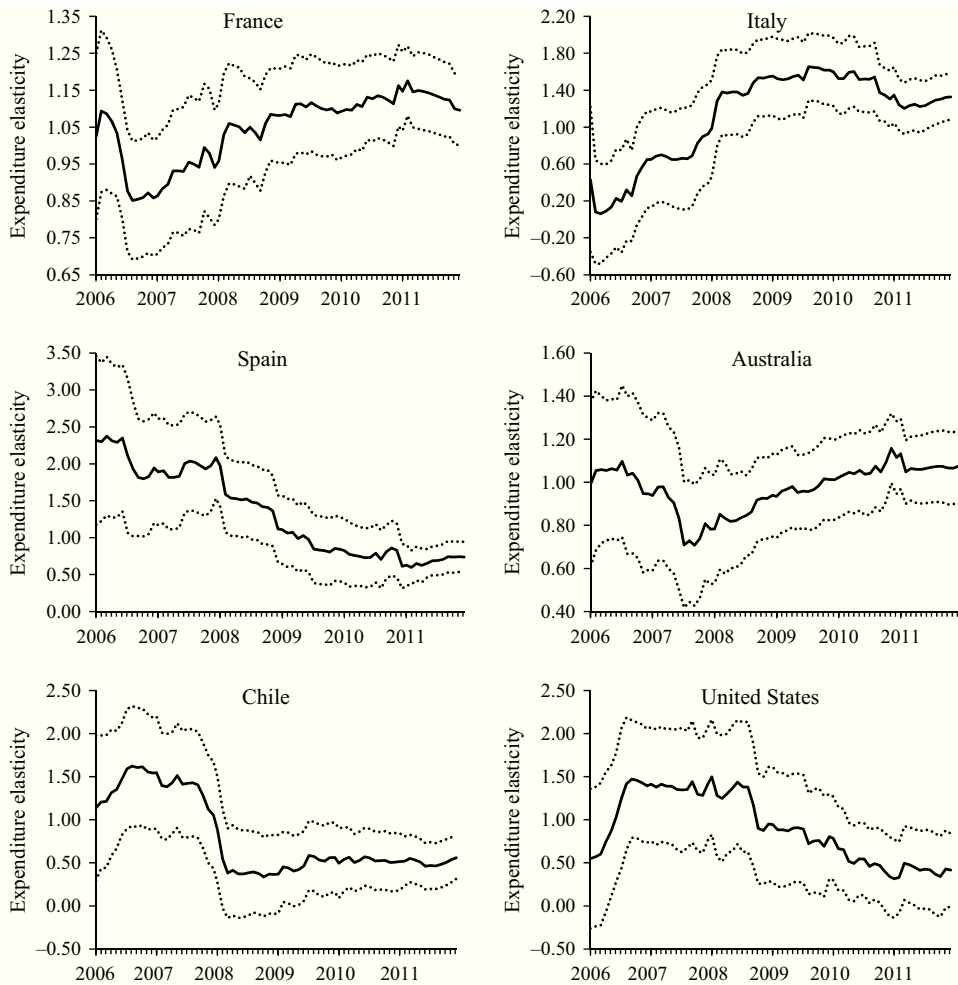 France
Expenditure elasticity
1.35
1.25
1.15
1.05
0.95
0.85
0.75
0.65
2006 2007 2008 2009 2010 2011
Italy
Expenditure elasticity
2.20
1.80
1.40
1.00
0.60
0.20
–0.20
–0.60
2006 2007 2008 2009 2010 2011
Spain
Expenditure elasticity
3.50
3.00
2.50
2.00
1.50
1.00
0.50
0.00
2006 2007 2008 2009 2010 2011
Australia
Expenditure elasticity
1.60
1.40
1.20
1.00
0.80
0.60
0.40
2006 2007 2008 2009 2010 2011
Chile
Expenditure elasticity
2.50
2.00
1.50
1.00
0.50
0.00
–0.50
2006 2007 2008 2009 2010 2011
United States
Expenditure elasticity
2.50
2.00
1.50
1.00
0.50
0.00
–0.50
2006 2007 2008 2009 2010 2011